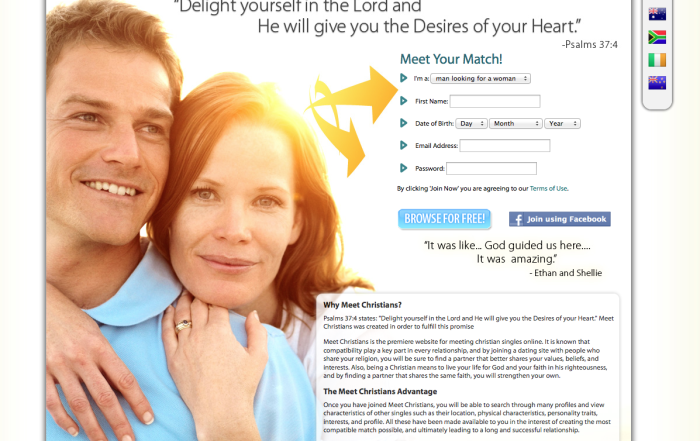 "Delight yourself in the Lord and
He will give you the Desires of your Heart."
-Psalms 37:4
Meet Your Match!
I'm a: man looking for a woman
First Name:
Date of Birth: Day Month Year
Email Address:
Password:
By clicking 'Join Now' you are agreeing to our Terms of Use.
BROWSE FOR FREE!
f Join using Facebook
"It was like... God guided us here....
It was amazing."
- Ethan and Shellie
Why Meet Christians?
Psalms 37:4 states: "Delight yourself in the Lord and He will give you the Desires of your Heart." Meet
Christians was created in order to fulfill this promise
Meet Christians is the premiere website for meeting christian singles online. It is known that
compatibility play a key part in every relationship, and by joining a dating site with people who
share your religion, you will be sure to find a partner that better shares your values, beliefs, and
interests. Also, being a Christian means to live your life for God and your faith in his righteousness,
and by finding a partner that shares the same faith, you will strengthen your own.
The Meet Christians Advantage
Once you have joined Meet Christians, you will be able to search through many profiles and view
characteristics of other singles such as their location, physical characteristics, personality traits,
interests, and profile. All these have been made available to you in the interest of creating the most
compatible match possible, and ultimately leading to a long and successful relationship.